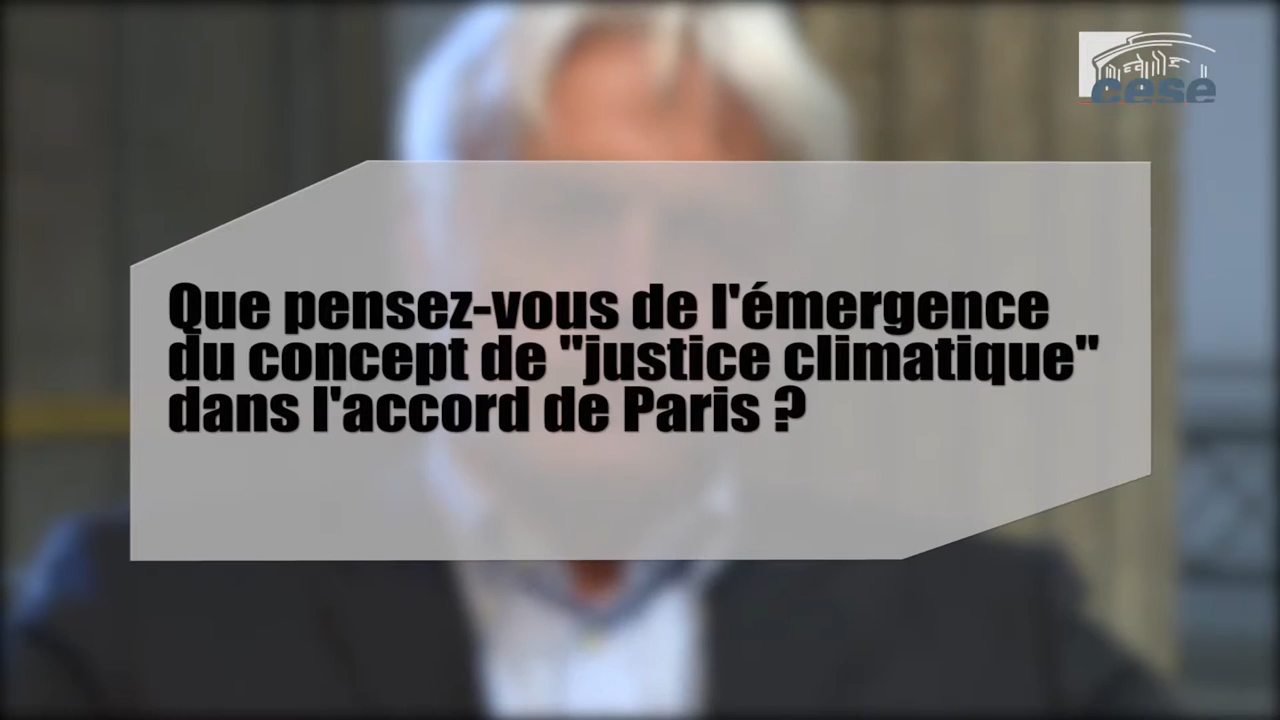 cese
Que pensez-vous de l'émergence
du concept de "justice climatique"
dans l'accord de Paris ?